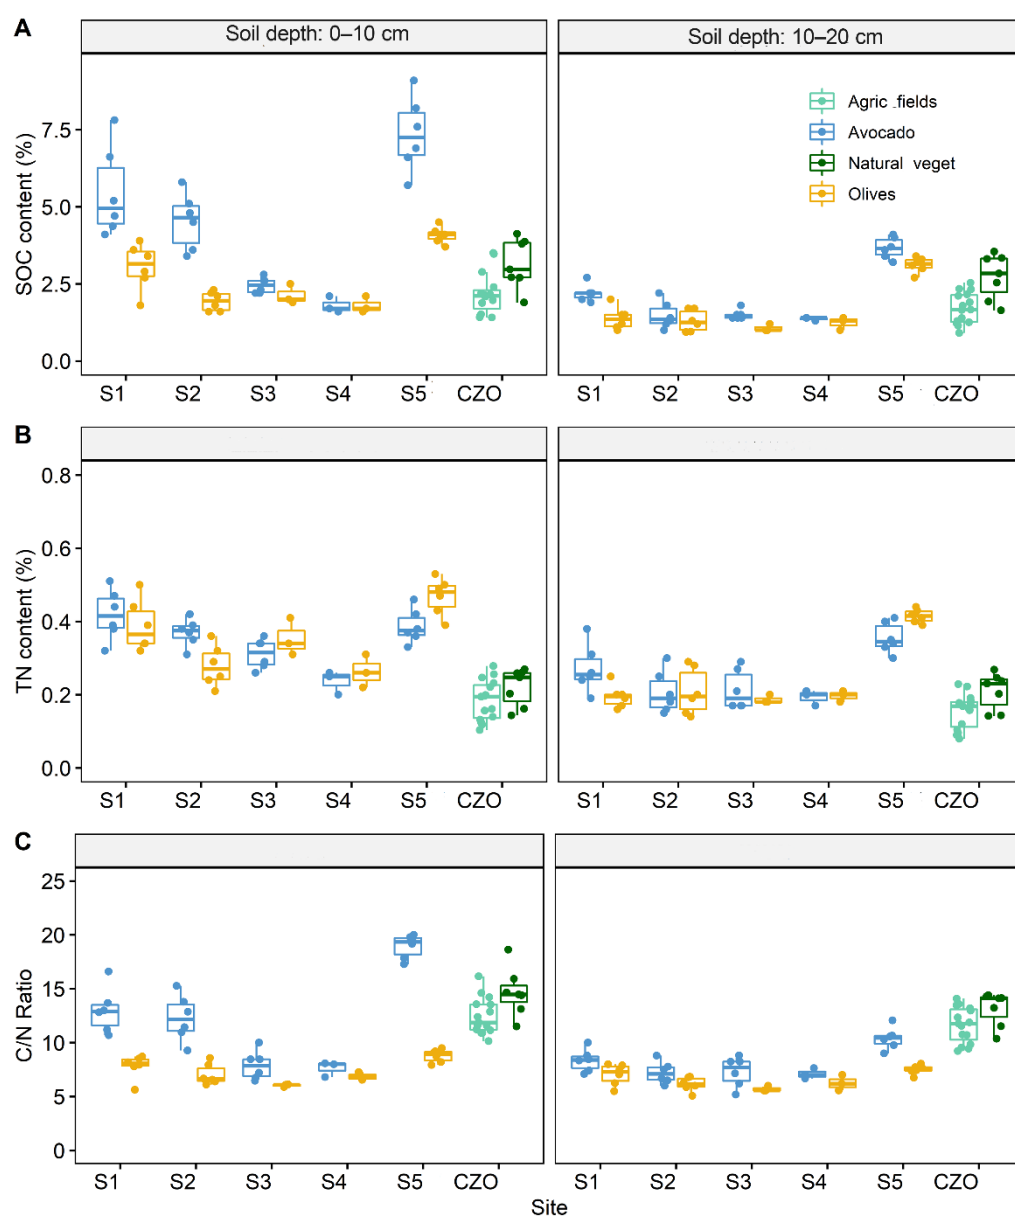 A
Soil depth: 0–10 cm
Soil depth: 10–20 cm
SOC content (%)
7.5
5.0
2.5
0.0
Agric .fields
Avocado
Natural veget
Olives
S1 S2 S3 S4 S5 CZO
S1 S2 S3 S4 S5 CZO
B
TN content (%)
0.8
0.6
0.4
0.2
0.0
S1 S2 S3 S4 S5 CZO
S1 S2 S3 S4 S5 CZO
C
C/N Ratio
25
20
15
10
5
0
S1 S2 S3 S4 S5 CZO
S1 S2 S3 S4 S5 CZO
Site